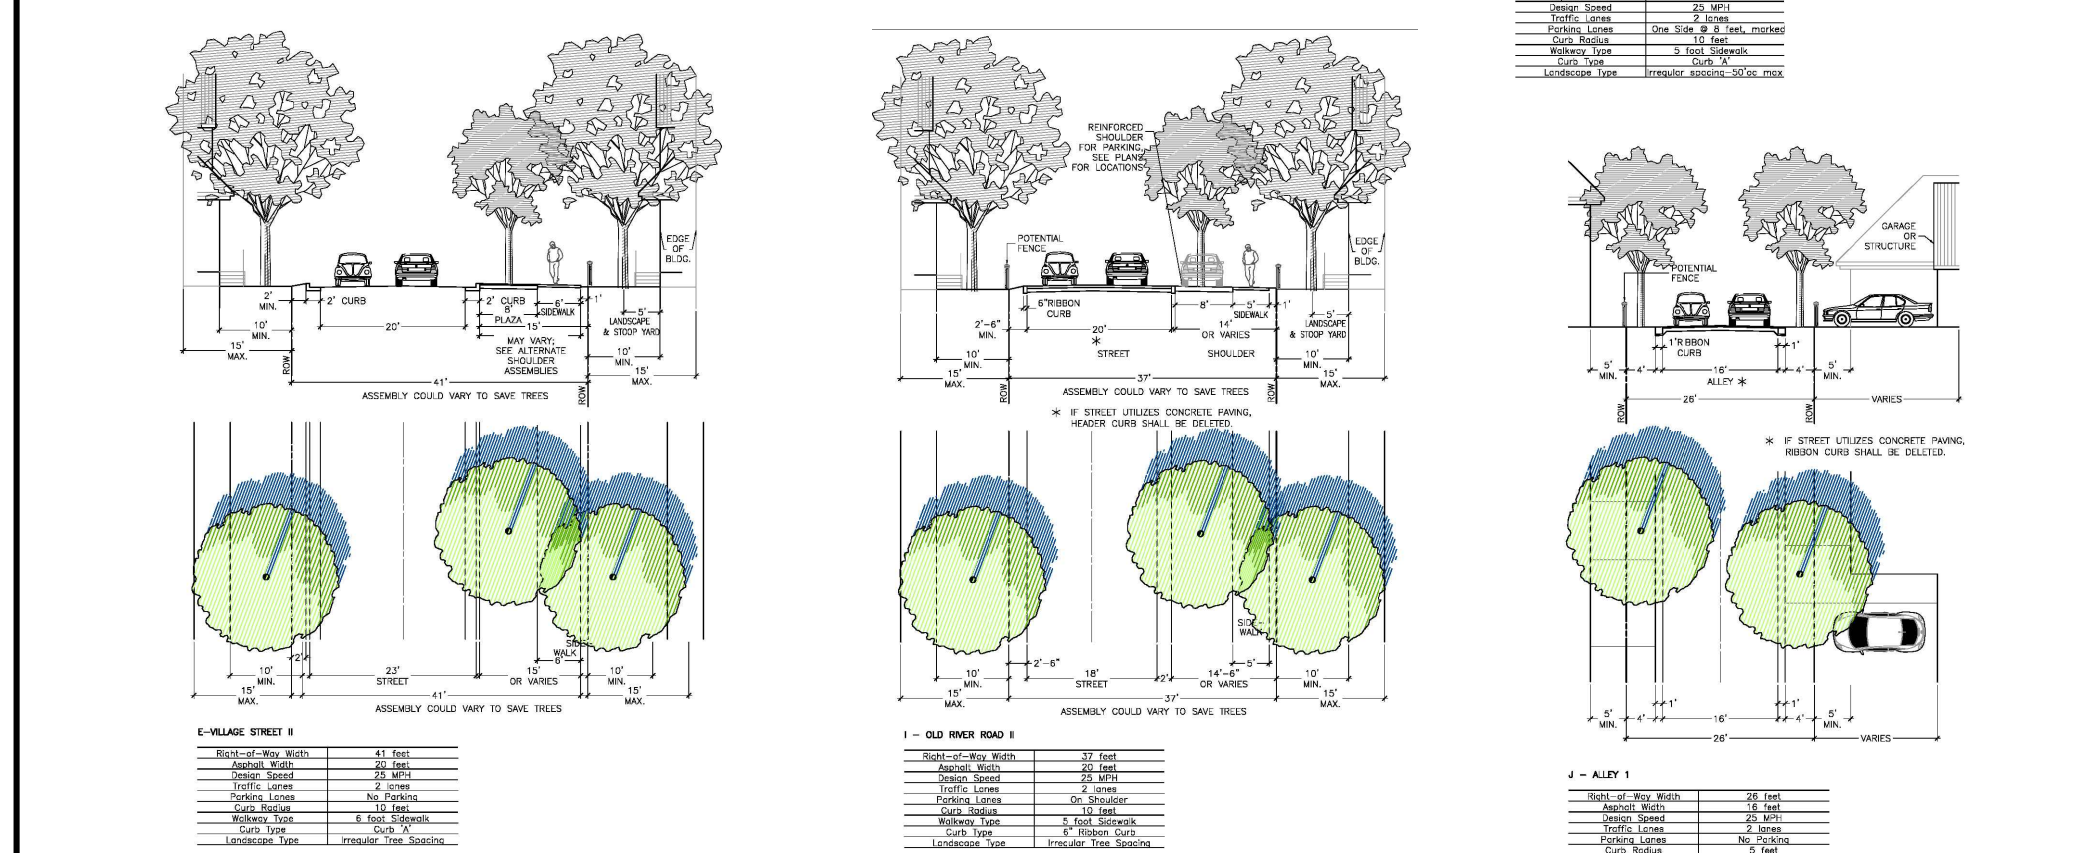 Design Speed 25 MPH
Traffic Lanes 2 lanes
Parking Lanes One Side @ 8 feet, marked
Curb Radius 10 feet
Walkway Type 5 foot Sidewalk
Curb Type Curb 'A'
Landscape Type Irregular spacing-50'oc max
EDGE
OF
BLDG.
2'
MIN.
2' CURB
2' CURB
8'
PLAZA
6'
SIDEWALK
1'
5'
LANDSCAPE
& STOOP YARD
10'
MIN.
20'
15'
MAY VARY;
SEE ALTERNATE
SHOULDER
ASSEMBLIES
15'
MAX.
10'
MIN.
15'
MAX.
ROW
41'
ROW
ASSEMBLY COULD VARY TO SAVE TREES
SIDE-
WALK
6'
2'
10'
MIN.
23'
STREET
15'
OR VARIES
10'
MIN.
15'
MAX.
41'
15'
MAX.
ASSEMBLY COULD VARY TO SAVE TREES
E-VILLAGE STREET II
Right-of-Way Width 41 feet
Asphalt Width 20 feet
Design Speed 25 MPH
Traffic Lanes 2 lanes
Parking Lanes No Parking
Curb Radius 10 feet
Walkway Type 6 foot Sidewalk
Curb Type Curb 'A'
Landscape Type Irregular Tree Spacing
REINFORCED
SHOULDER
FOR PARKING,
SEE PLANS
FOR LOCATIONS
POTENTIAL
FENCE
EDGE
OF
BLDG.
6"RIBBON
CURB
8'
5'
SIDEWALK
1'
5'
LANDSCAPE
& STOOP YARD
2'-6"
MIN.
20'
*
STREET
14'
OR VARIES
SHOULDER
10'
MIN.
10'
MIN.
15'
MAX.
37'
15'
MAX.
ROW
ROW
ASSEMBLY COULD VARY TO SAVE TREES
* IF STREET UTILIZES CONCRETE PAVING,
HEADER CURB SHALL BE DELETED.
SIDE-
WALK
5'
2'-6"
10'
MIN.
18'
STREET
2'
14'-6"
OR VARIES
10'
MIN.
15'
MAX.
37'
15'
MAX.
ASSEMBLY COULD VARY TO SAVE TREES
I - OLD RIVER ROAD II
Right-of-Way Width 37 feet
Asphalt Width 20 feet
Design Speed 25 MPH
Traffic Lanes 2 lanes
Parking Lanes On Shoulder
Curb Radius 10 feet
Walkway Type 5 foot Sidewalk
Curb Type 6" Ribbon Curb
Landscape Type Irregular Tree Spacing
GARAGE
OR
STRUCTURE
POTENTIAL
FENCE
1'R BBON
CURB
1'
5'
MIN.
4'
16'
4'
5'
MIN.
ALLEY *
26'
VARIES
ROW
ROW
* IF STREET UTILIZES CONCRETE PAVING,
RIBBON CURB SHALL BE DELETED.
1'
1'
5'
MIN.
4'
16'
4'
5'
MIN.
26'
VARIES
J - ALLEY 1
Right-of-Way Width 26 feet
Asphalt Width 16 feet
Design Speed 25 MPH
Traffic Lanes 2 lanes
Parking Lanes No Parking
Curb Radius 5 feet